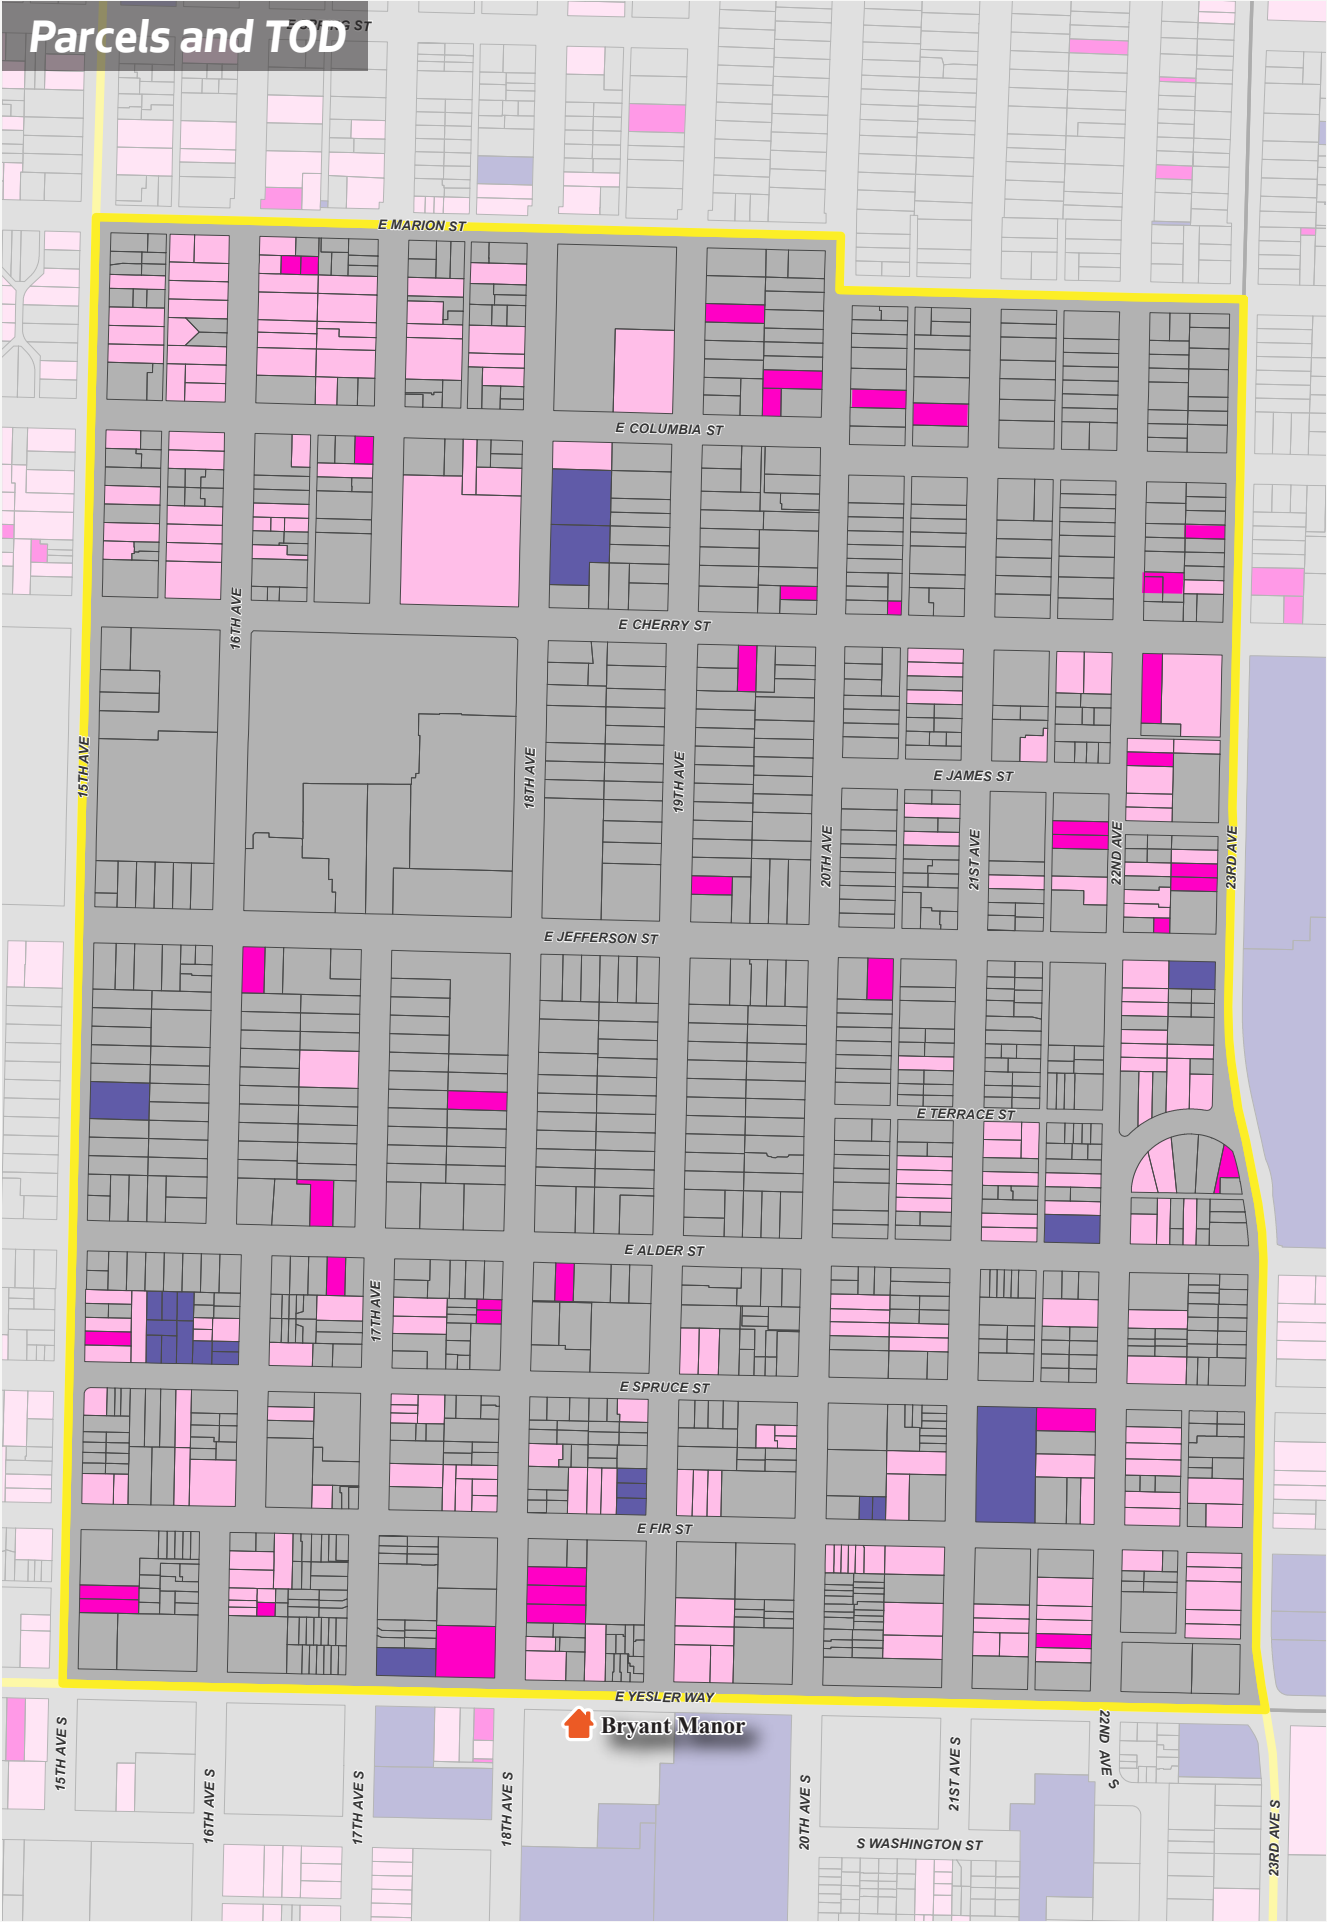 Parcels and TOD
E MARION ST
E COLUMBIA ST
16TH AVE
E CHERRY ST
15TH AVE
18TH AVE
19TH AVE
E JAMES ST
20TH AVE
21ST AVE
22ND AVE
23RD AVE
E JEFFERSON ST
E TERRACE ST
E ALDER ST
17TH AVE
E SPRUCE ST
E FIR ST
E YESLER WAY
Bryant Manor
15TH AVE S
16TH AVE S
17TH AVE S
18TH AVE S
20TH AVE S
21ST AVE S
22ND AVE S
23RD AVE S
S WASHINGTON ST